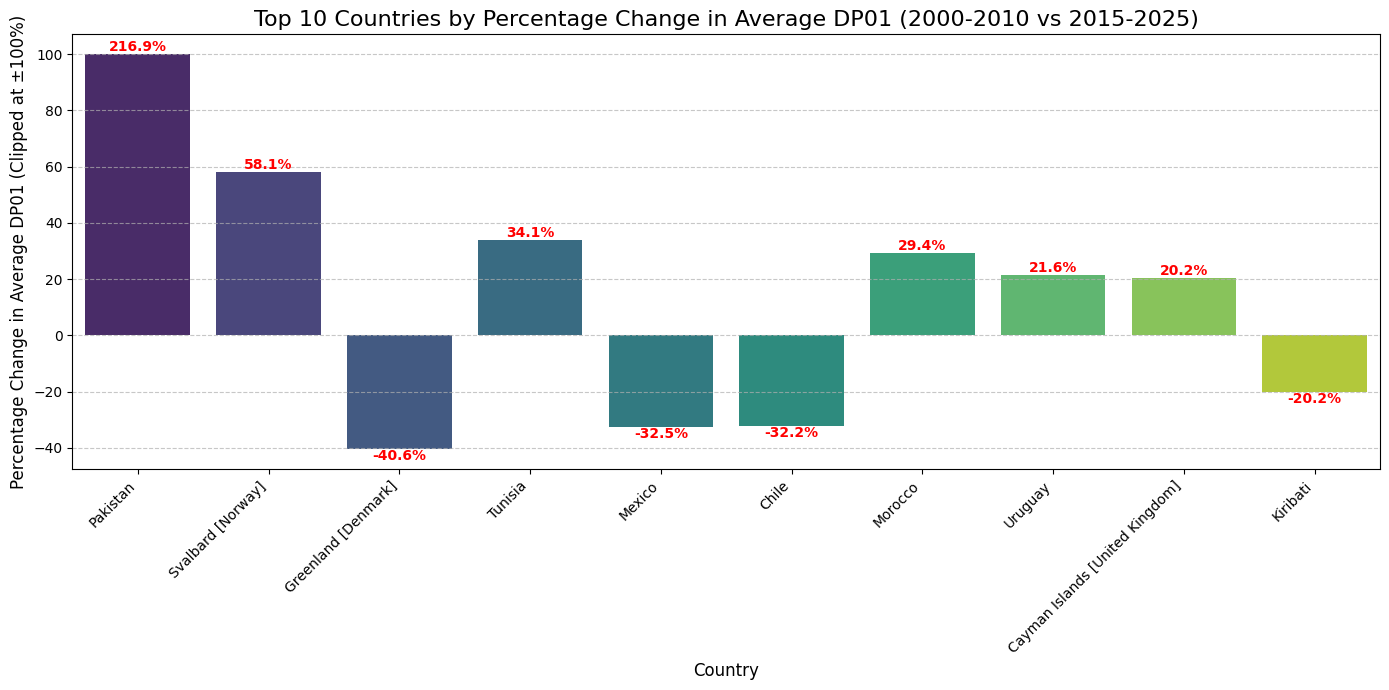 Top 10 Countries by Percentage Change in Average DP01 (2000-2010 vs 2015-2025)
Percentage Change in Average DP01 (Clipped at ±100%)
100
80
60
40
20
0
−20
−40
216.9%
58.1%
-40.6%
34.1%
-32.5%
-32.2%
29.4%
21.6%
20.2%
-20.2%
Pakistan
Svalbard [Norway]
Greenland [Denmark]
Tunisia
Mexico
Chile
Morocco
Uruguay
Cayman Islands [United Kingdom]
Kiribati
Country